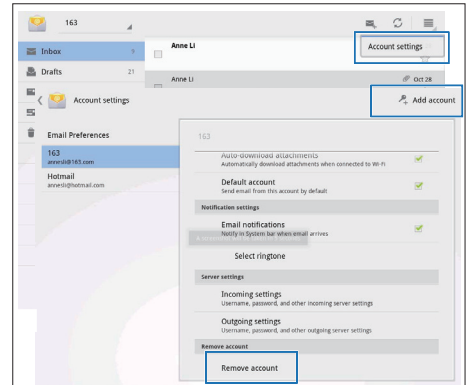 163
Inbox 9
Anne Li
Account settings
Drafts 21
Anne Li
Oct 28
Account settings
Add account
Email Preferences
163
163
annesli@163.com
Auto-download attachments
Automatically download attachments when connected to Wi-Fi
Hotmail
annesli@hotmail.com
Default account
Send email from this account by default
Notification settings
Email notifications
Notify in System bar when email arrives
Select ringtone
Server settings
Incoming settings
Username, password, and other incoming server settings
Outgoing settings
Username, password, and other outgoing server settings
Remove account
Remove account